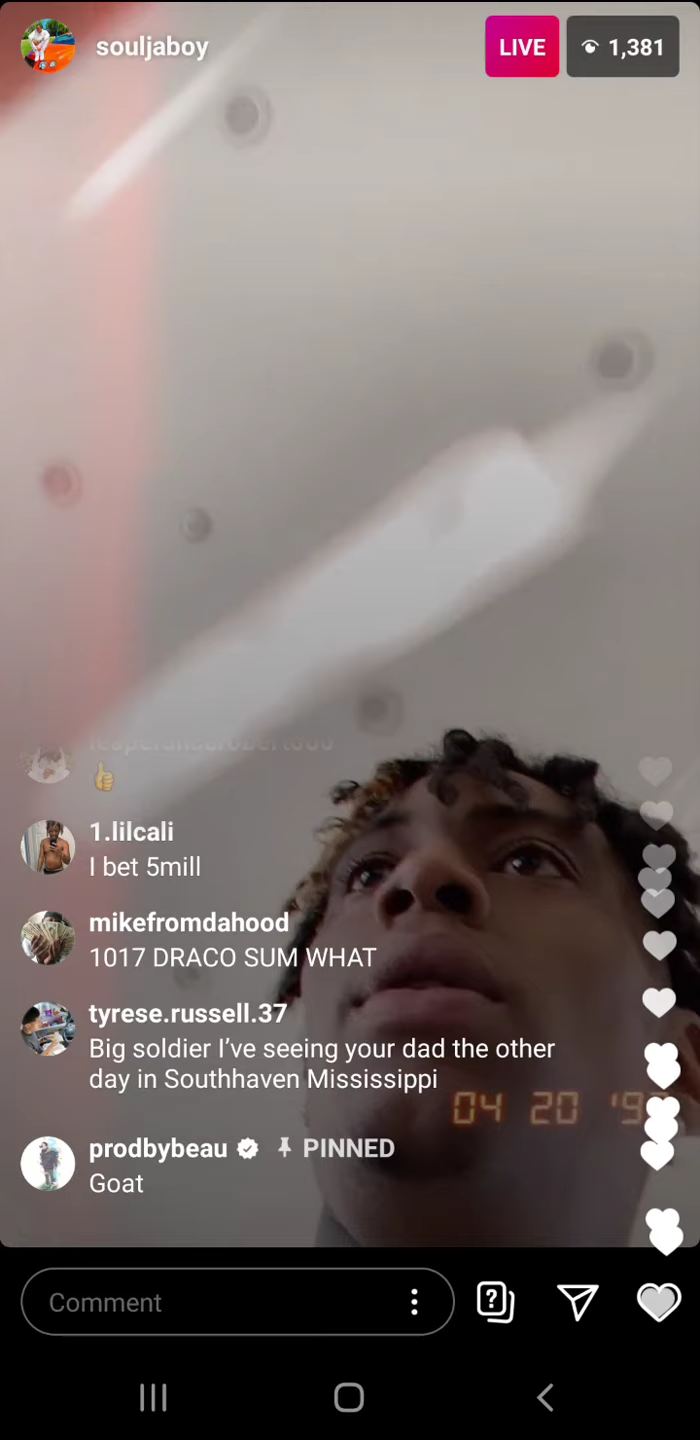 souljaboy
LIVE
1,381
👍
1.lilcali
I bet 5mill
mikefromdahood
1017 DRACO SUM WHAT
tyrese.russell.37
Big soldier I've seeing your dad the other
day in Southhaven Mississippi
04 20 '9
prodbybeau PINNED
Goat
Comment